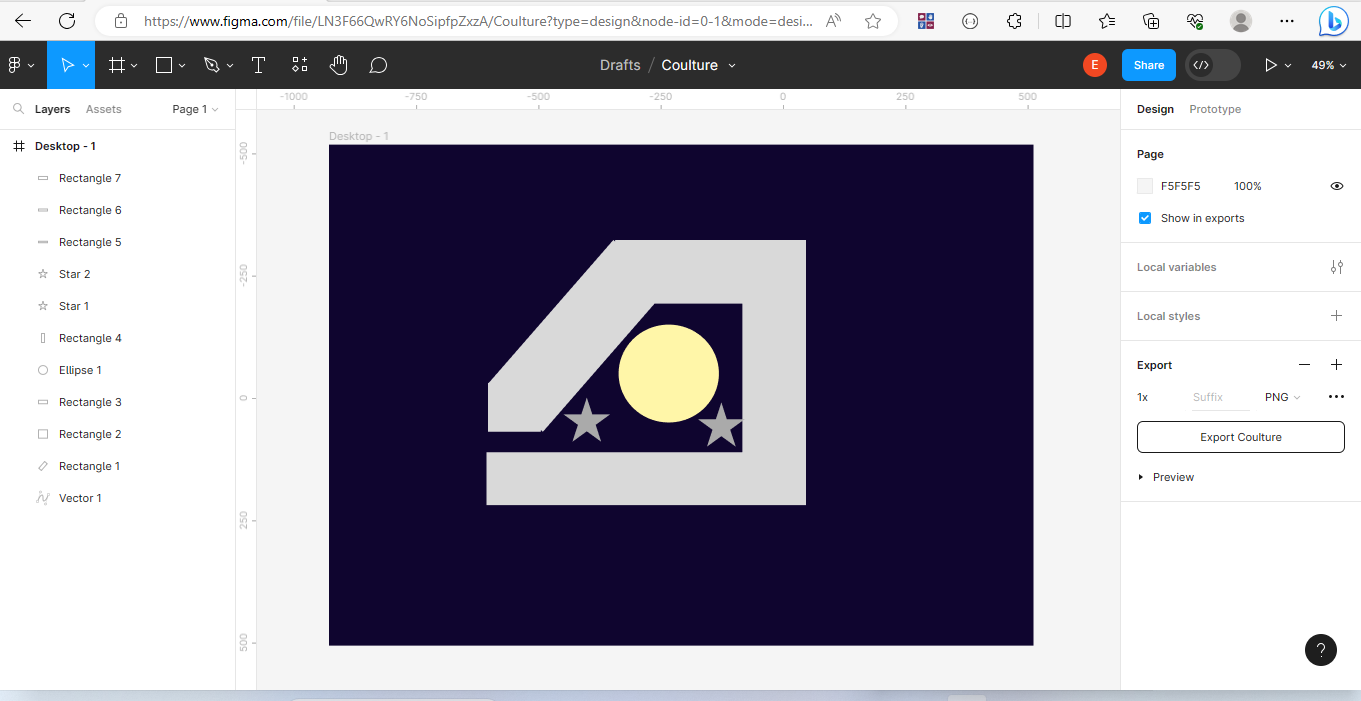 https://www.figma.com/file/LN3F66QwRY6NoSipfpZxzA/Coulture?type=design&node-id=0-1&mode=desi...
Drafts / Coulture
E
Share
49%
Layers Assets Page 1
-1000 -750 -500 -250 0 250 500
Design Prototype
Desktop - 1
Desktop - 1
Rectangle 7
Rectangle 6
Rectangle 5
Star 2
Star 1
Rectangle 4
Ellipse 1
Rectangle 3
Rectangle 2
Rectangle 1
Vector 1
-500
-250
0
250
500
Page
F5F5F5 100%
Show in exports
Local variables
Local styles
Export
1x Suffix PNG
Export Coulture
Preview
?